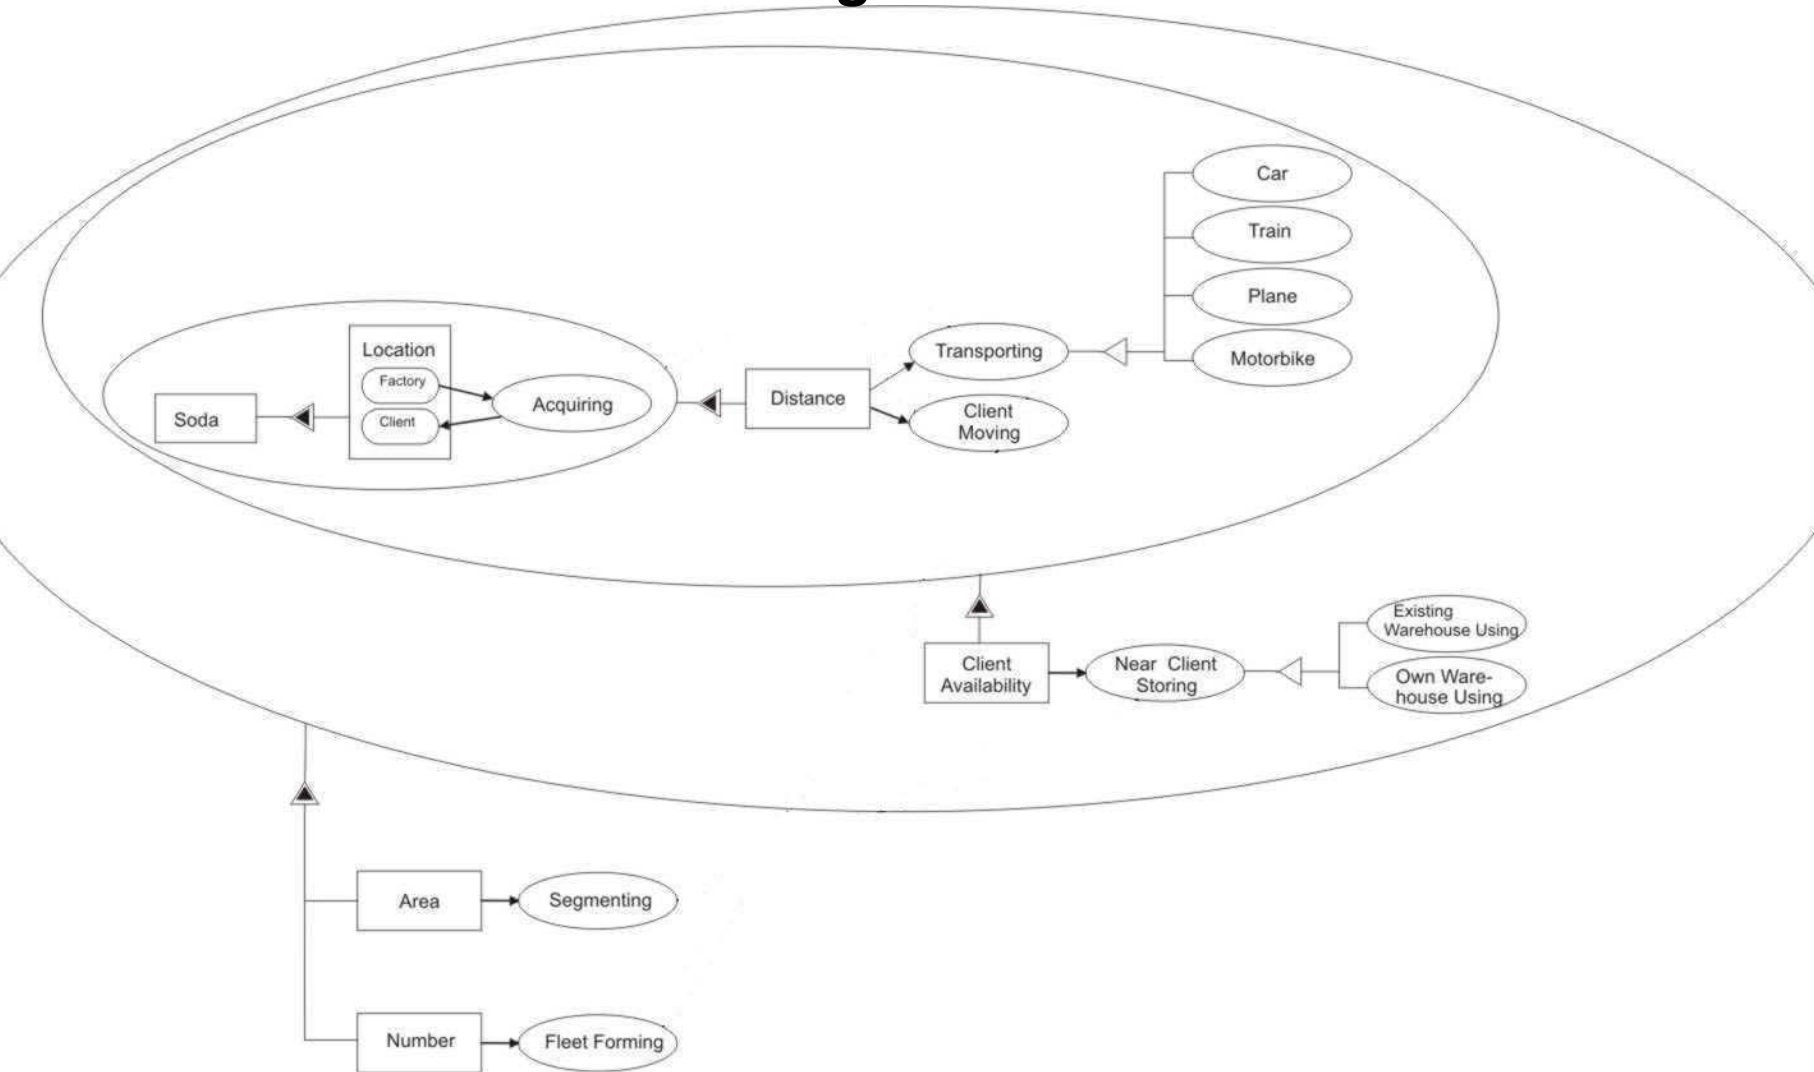 Car
Train
Plane
Motorbike
Location
Factory
Client
Soda
Acquiring
Distance
Transporting
Client
Moving
Client
Availability
Near Client
Storing
Existing
Warehouse Using
Own Ware-
house Using
Area
Segmenting
Number
Fleet Forming